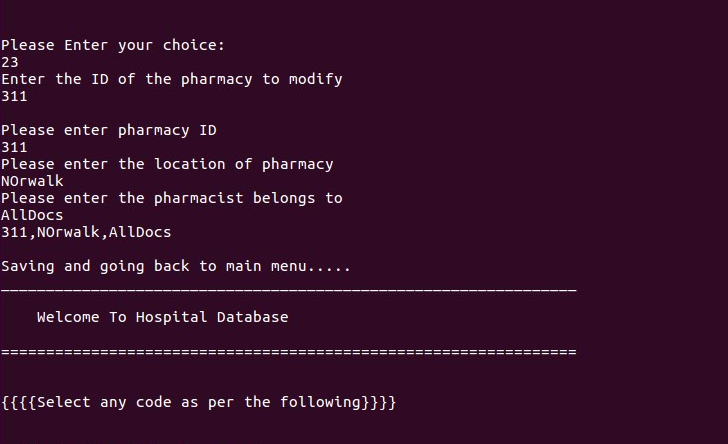 Please Enter your choice:
23
Enter the ID of the pharmacy to modify
311
Please enter pharmacy ID
311
Please enter the location of pharmacy
NOrwalk
Please enter the pharmacist belongs to
AllDocs
311,NOrwalk,AllDocs
Saving and going back to main menu.....
________________________________________________________________
Welcome To Hospital Database
================================================================
{{{{Select any code as per the following}}}}